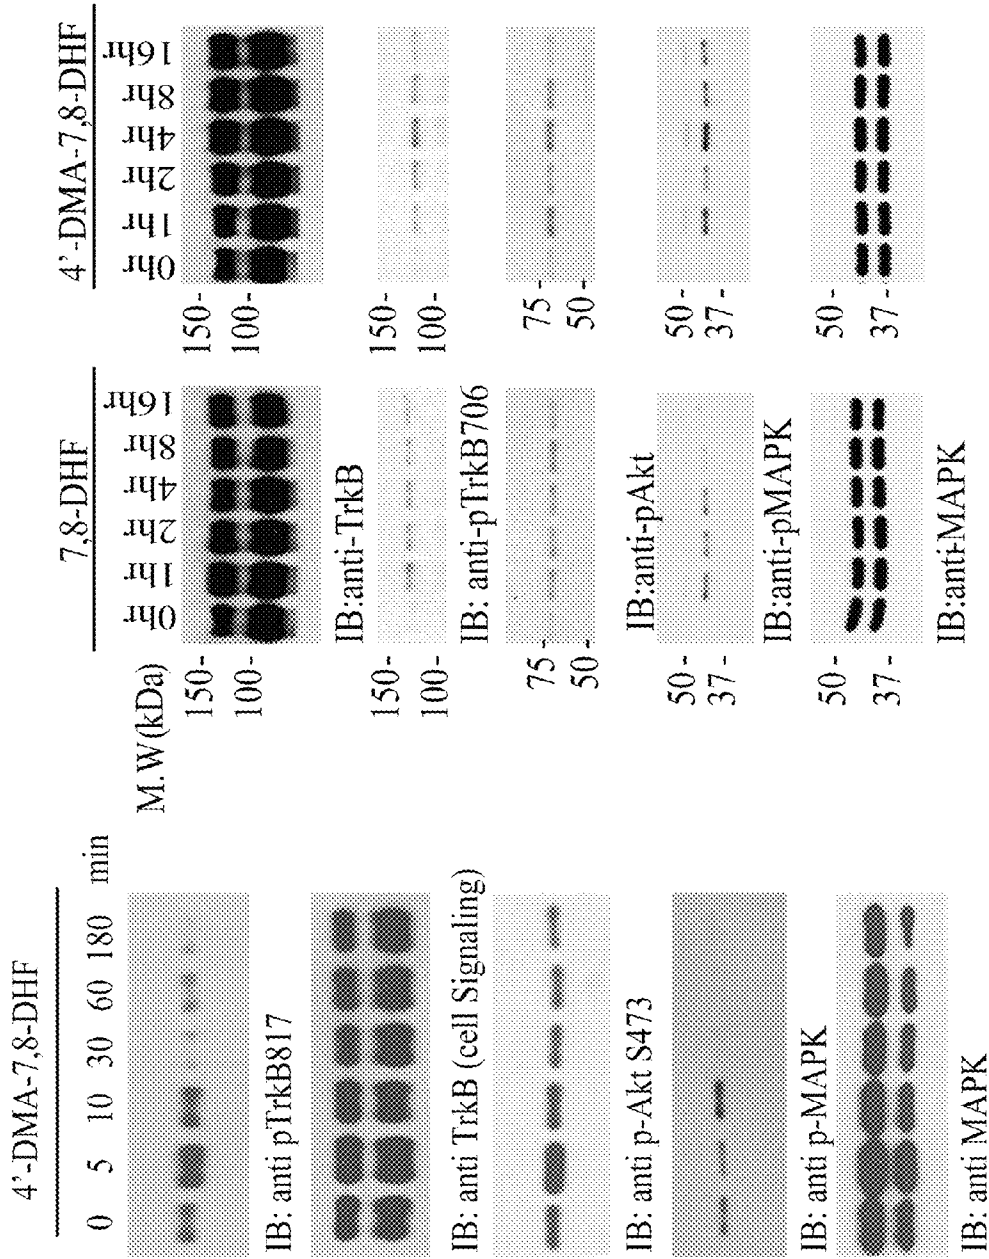 4'-DMA-7,8-DHF
0 5 10 30 60 180 min
IB: anti pTrkB817
IB: anti TrkB (cell Signaling)
IB: anti p-Akt S473
IB: anti p-MAPK
IB: anti MAPK
7,8-DHF
4'-DMA-7,8-DHF
M.W(kDa)
0hr 1hr 2hr 4hr 8hr 16hr
0hr 1hr 2hr 4hr 8hr 16hr
150-
100-
150-
100-
IB:anti-TrkB
150-
100-
150-
100-
IB: anti-pTrkB706
75-
50-
75-
50-
IB:anti-pAkt
50-
37-
50-
37-
IB:anti-pMAPK
50-
37-
50-
37-
IB:anti-MAPK